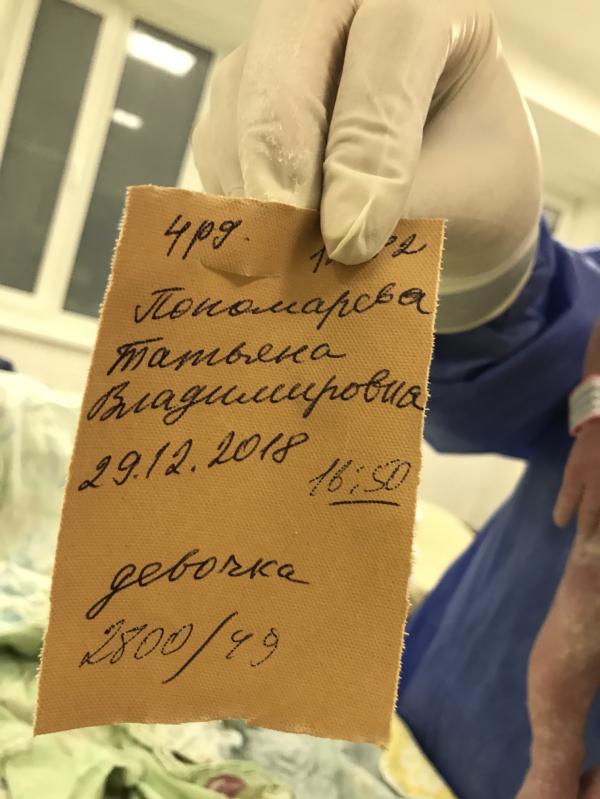 4рд.
Пономарева
Татьяна
Владимировна
29.12.2018
16:50
девочка
2800/49